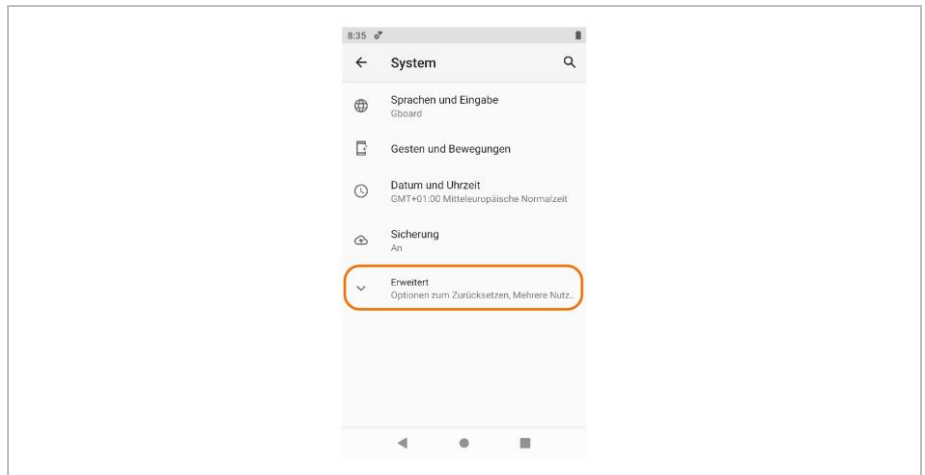 8:35
System
Sprachen und Eingabe
Gboard
Gesten und Bewegungen
Datum und Uhrzeit
GMT+01:00 Mitteleuropäische Normalzeit
Sicherung
An
Erweitert
Optionen zum Zurücksetzen, Mehrere Nutz..